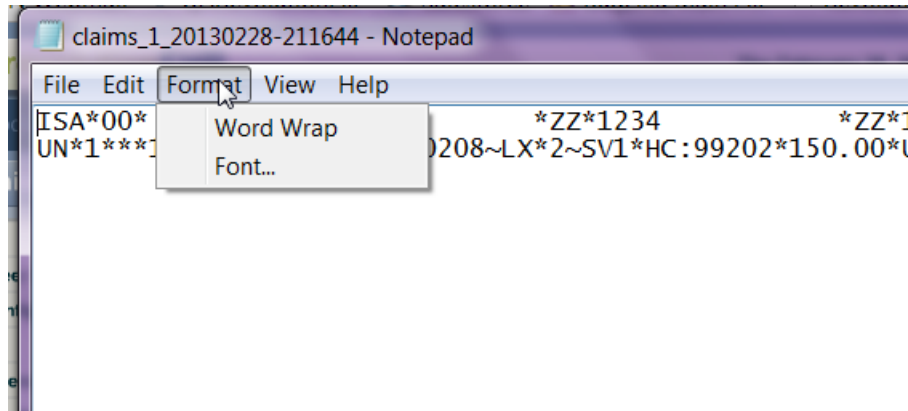 claims_1_20130228-211644 - Notepad
File Edit Format View Help
ISA*00* *ZZ*1234 *ZZ*1
UN*1***1 0208~LX*2~SV1*HC:99202*150.00*U
Word Wrap
Font...